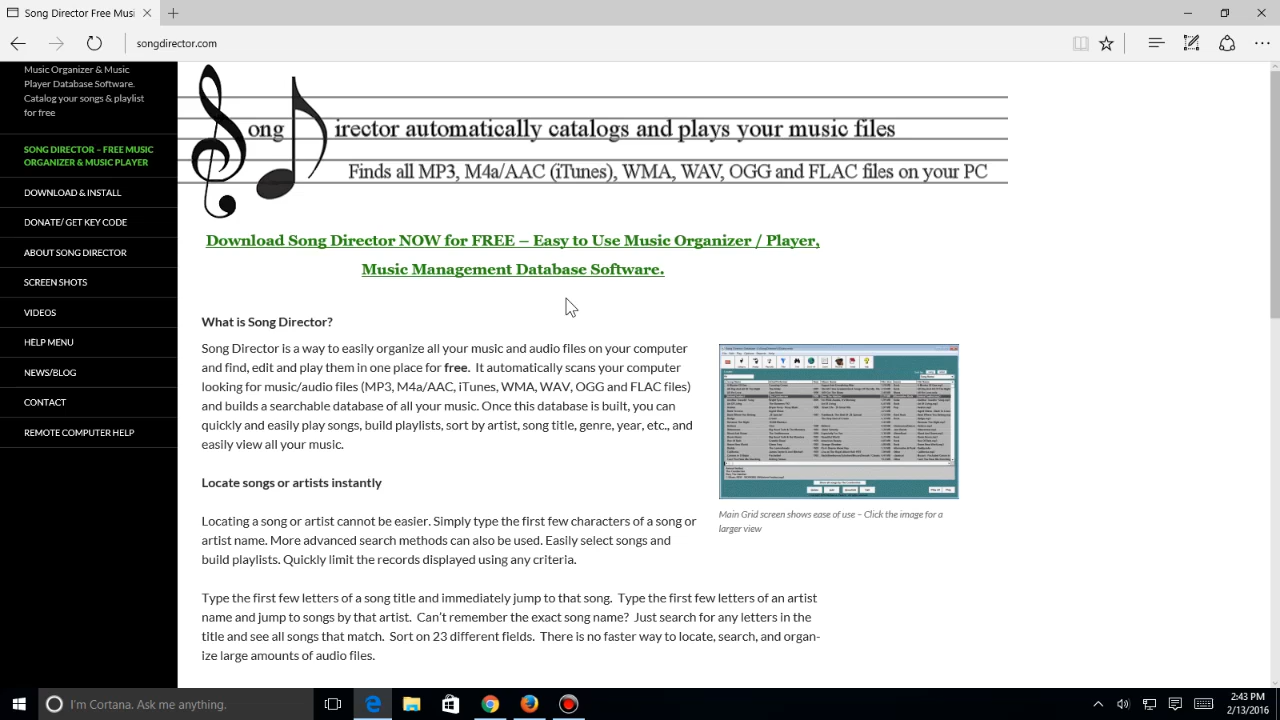 Song Director - Free Mus
songdirector.com
Music Organizer & Music
Player Database Software.
Catalog your songs & playlist
for free
SONG DIRECTOR – FREE MUSIC
ORGANIZER & MUSIC PLAYER
DOWNLOAD & INSTALL
DONATE/ GET KEY CODE
ABOUT SONG DIRECTOR
SCREEN SHOTS
VIDEOS
HELP MENU
NEWS/BLOG
CONTACT
REMOTE COMPUTER HELP
Song Director automatically catalogs and plays your music files
Finds all MP3, M4a/AAC (iTunes), WMA, WAV, OGG and FLAC files on your PC
Download Song Director NOW for FREE – Easy to Use Music Organizer / Player,
Music Management Database Software.
What is Song Director?
Song Director is a way to easily organize all your music and audio files on your computer
and find, edit and play them in one place for free. It automatically scans your computer
looking for music/audio files (MP3, M4a/AAC, iTunes, WMA, WAV, OGG and FLAC files)
and builds a searchable database of all your music. Once this database is built, you can
quickly and easily play songs, build playlists, sort by artist, song title, genre, year, etc., and
easily view all your music.
Main Grid screen shows ease of use – Click the image for a
larger view
Locate songs or artists instantly
Locating a song or artist cannot be easier. Simply type the first few characters of a song or
artist name. More advanced search methods can also be used. Easily select songs and
build playlists. Quickly limit the records displayed using any criteria.
Type the first few letters of a song title and immediately jump to that song. Type the first few letters of an artist
name and jump to songs by that artist. Can't remember the exact song name? Just search for any letters in the
title and see all songs that match. Sort on 23 different fields. There is no faster way to locate, search, and organ-
ize large amounts of audio files.
I'm Cortana. Ask me anything.
2:43 PM
2/13/2016